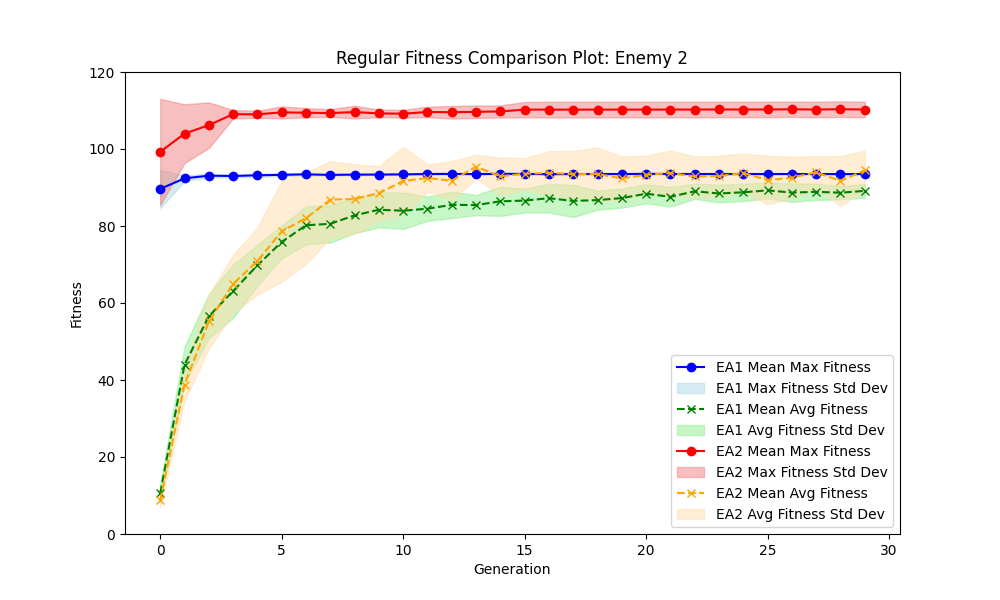 Regular Fitness Comparison Plot: Enemy 2
120
100
80
60
40
20
0
Fitness
0 5 10 15 20 25 30
Generation
EA1 Mean Max Fitness
EA1 Max Fitness Std Dev
EA1 Mean Avg Fitness
EA1 Avg Fitness Std Dev
EA2 Mean Max Fitness
EA2 Max Fitness Std Dev
EA2 Mean Avg Fitness
EA2 Avg Fitness Std Dev